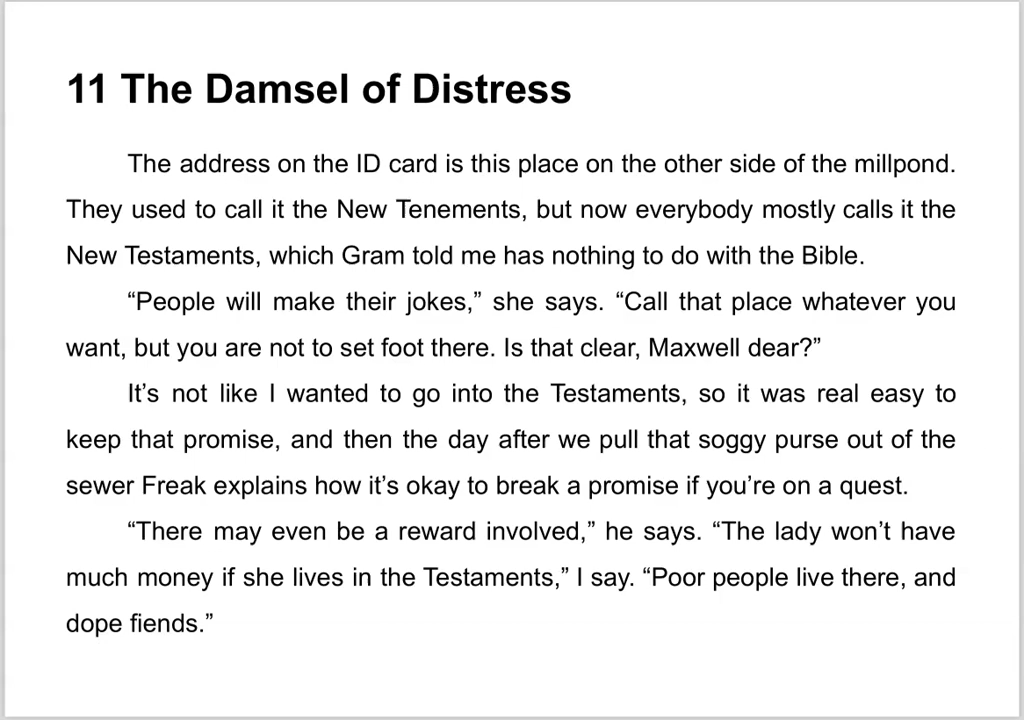 11 The Damsel of Distress
The address on the ID card is this place on the other side of the millpond.
They used to call it the New Tenements, but now everybody mostly calls it the
New Testaments, which Gram told me has nothing to do with the Bible.
“People will make their jokes,” she says. “Call that place whatever you
want, but you are not to set foot there. Is that clear, Maxwell dear?”
It’s not like I wanted to go into the Testaments, so it was real easy to
keep that promise, and then the day after we pull that soggy purse out of the
sewer Freak explains how it’s okay to break a promise if you’re on a quest.
“There may even be a reward involved,” he says. “The lady won’t have
much money if she lives in the Testaments,” I say. “Poor people live there, and
dope fiends.”